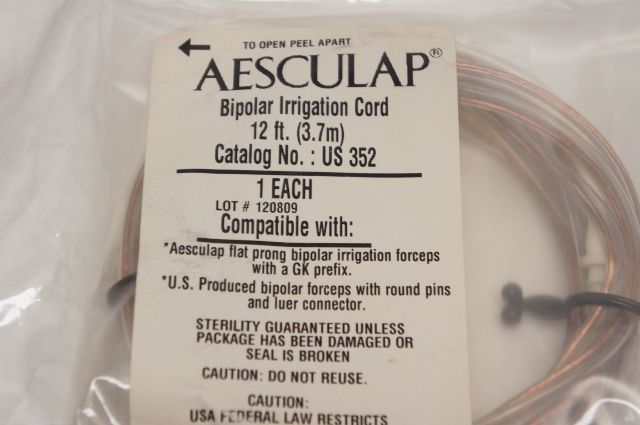 TO OPEN PEEL APART
AESCULAP®
Bipolar Irrigation Cord
12 ft. (3.7m)
Catalog No. : US 352
1 EACH
LOT # 120809
Compatible with:
*Aesculap flat prong bipolar irrigation forceps
with a GK prefix.
*U.S. Produced bipolar forceps with round pins
and luer connector.
STERILITY GUARANTEED UNLESS
PACKAGE HAS BEEN DAMAGED OR
SEAL IS BROKEN
CAUTION: DO NOT REUSE.
CAUTION:
USA FEDERAL LAW RESTRICTS